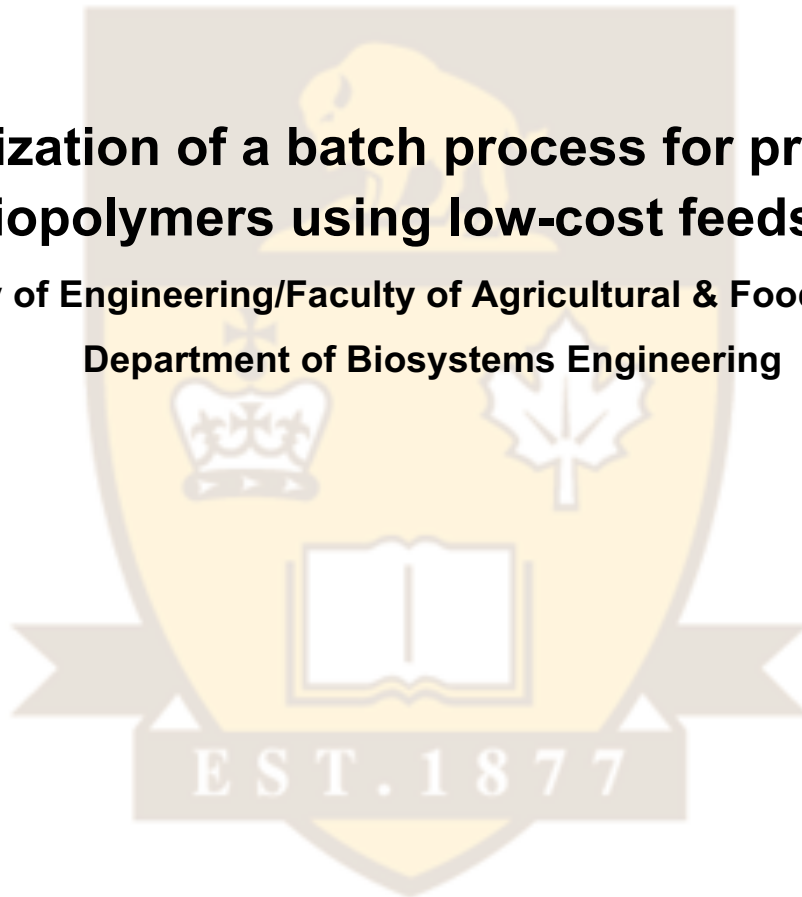 ization of a batch process for pr
iopolymers using low-cost feeds
of Engineering/Faculty of Agricultural & Foo
Department of Biosystems Engineering
EST.1877